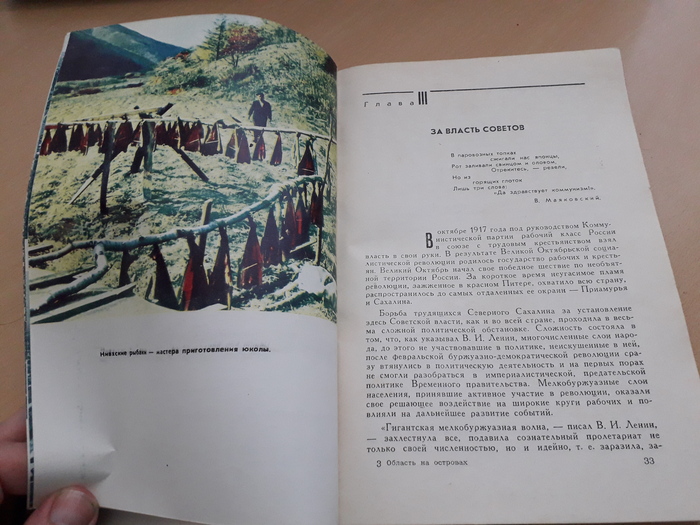 Нивхские рыбаки — мастера приготовления юколы.
Глава III
ЗА ВЛАСТЬ СОВЕТОВ
В паровозных топках
сжигали нас японцы,
Рот заливали свинцом и оловом,
Отрекитесь, — ревели,
Но из
горящих глоток
Лишь три слова:
«Да здравствует коммунизм!».
В. Маяковский.
В октябре 1917 года под руководством Комму-
нистической партии рабочий класс России
в союзе с трудовым крестьянством взял
власть в свои руки. В результате Великой Октябрьской социа-
листической революции родилось государство рабочих и кресть-
ян. Великий Октябрь начал свое победное шествие по необъят-
ной территории России. За короткое время неугасимое пламя
революции, зажженное в красном Питере, охватило всю страну,
распространилось до самых отдаленных ее окраин — Приамурья
и Сахалина.
Борьба трудящихся Северного Сахалина за установление
здесь Советской власти, как и во всей стране, проходила в весь-
ма сложной политической обстановке. Сложность состояла в
том, что, как указывал В. И. Ленин, многочисленные слои наро-
да, до этого не участвовавшие в политике, неискушенные в ней,
после февральской буржуазно-демократической революции сра-
зу втянулись в политическую деятельность и на первых порах
не смогли разобраться в империалистической, предательской
политике Временного правительства. Мелкобуржуазные слои
населения, принявшие активное участие в революции, оказали
свое решающее воздействие на широкие круги рабочих и по-
влияли на дальнейшее развитие событий.
«Гигантская мелкобуржуазная волна, — писал В. И. Ленин,
— захлестнула все, подавила сознательный пролетариат не
только своей численностью, но и идейно, т. е. заразила, за-
3 Область на островах
33